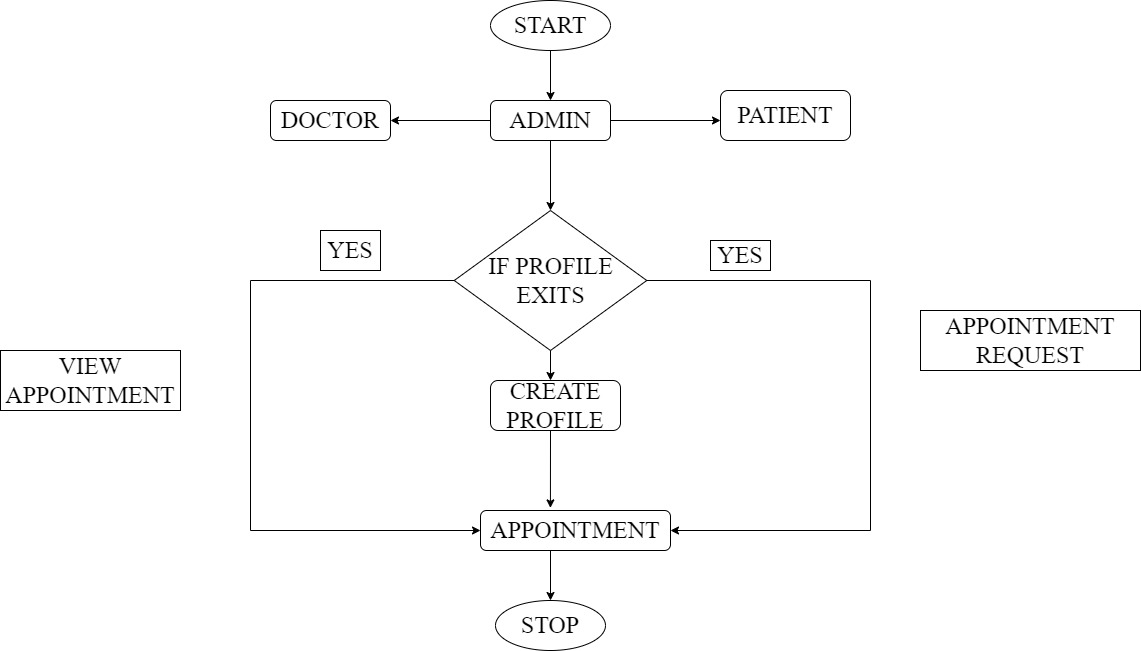 START
DOCTOR
ADMIN
PATIENT
YES
IF PROFILE
EXITS
YES
VIEW
APPOINTMENT
APPOINTMENT
REQUEST
CREATE
PROFILE
APPOINTMENT
STOP